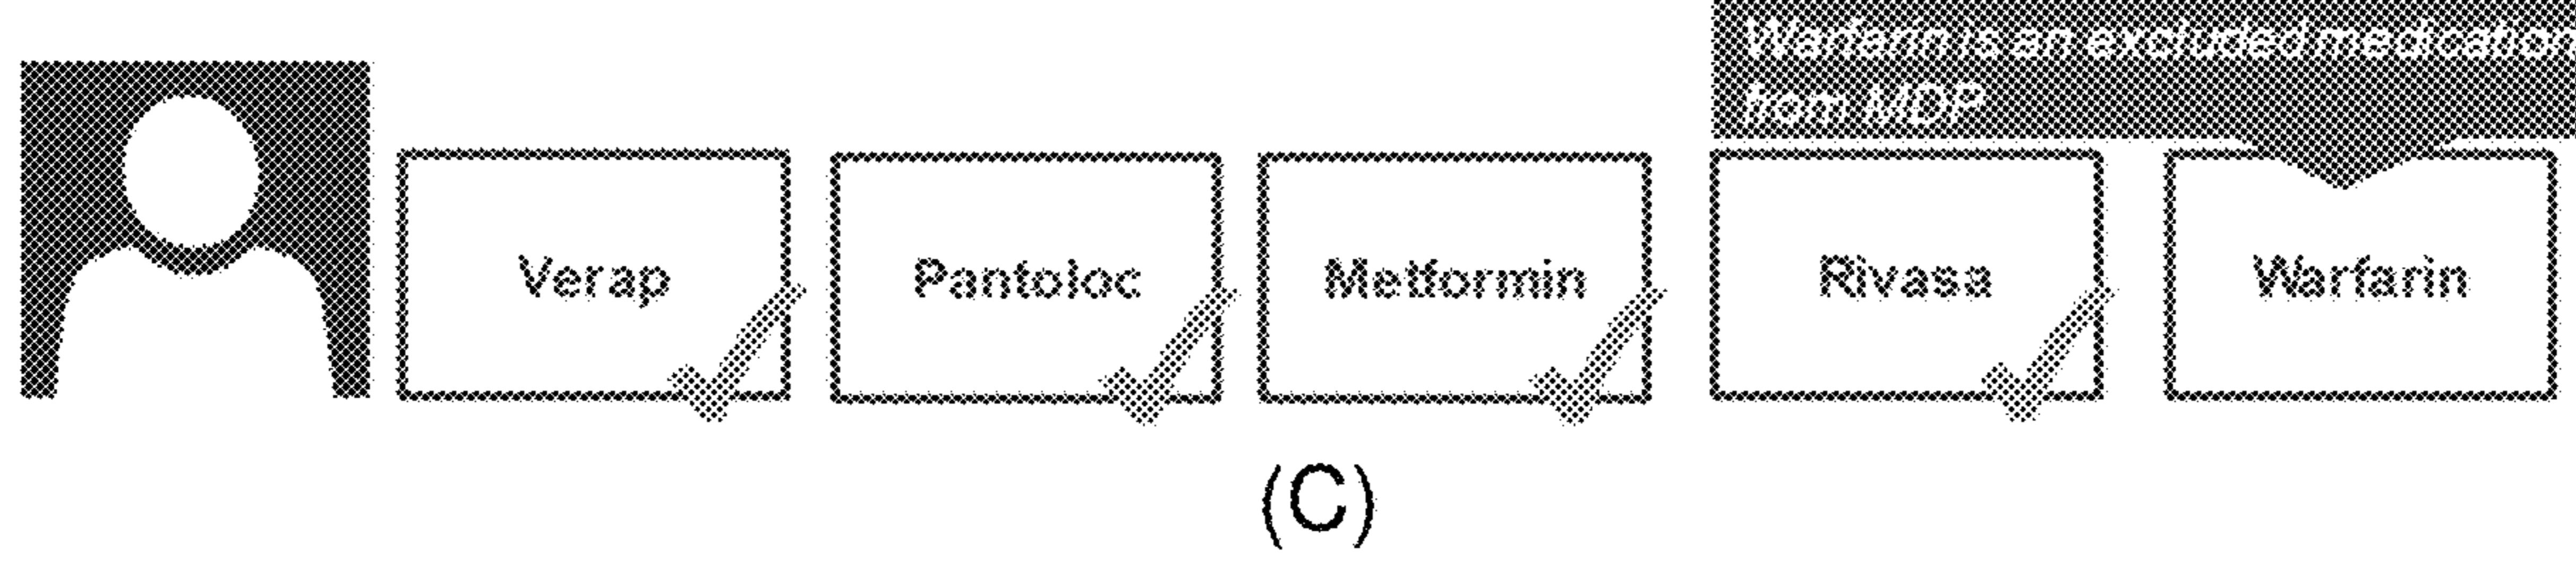 Warfarin is an excluded medication
from MDP
Verap
Pantoloc
Metformin
Rivasa
Warfarin
(C)